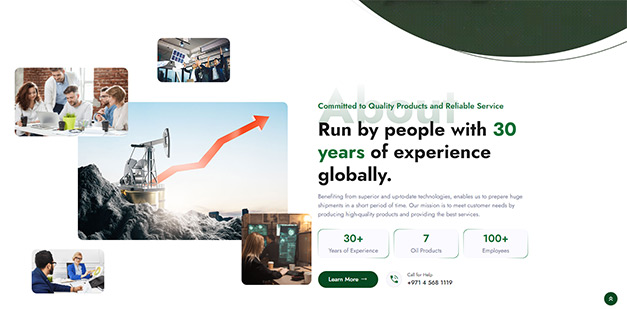 About
Committed to Quality Products and Reliable Service
Run by people with 30
years of experience
globally.
Benefiting from superior and up-to-date technologies, enables us to prepare huge
shipments in a short period of time. Our mission is to meet customer needs by
producing high-quality products and providing the best services.
30+ 7 100+
Years of Experience Oil Products Employees
Learn More → Call for Help
+971 4 568 1119